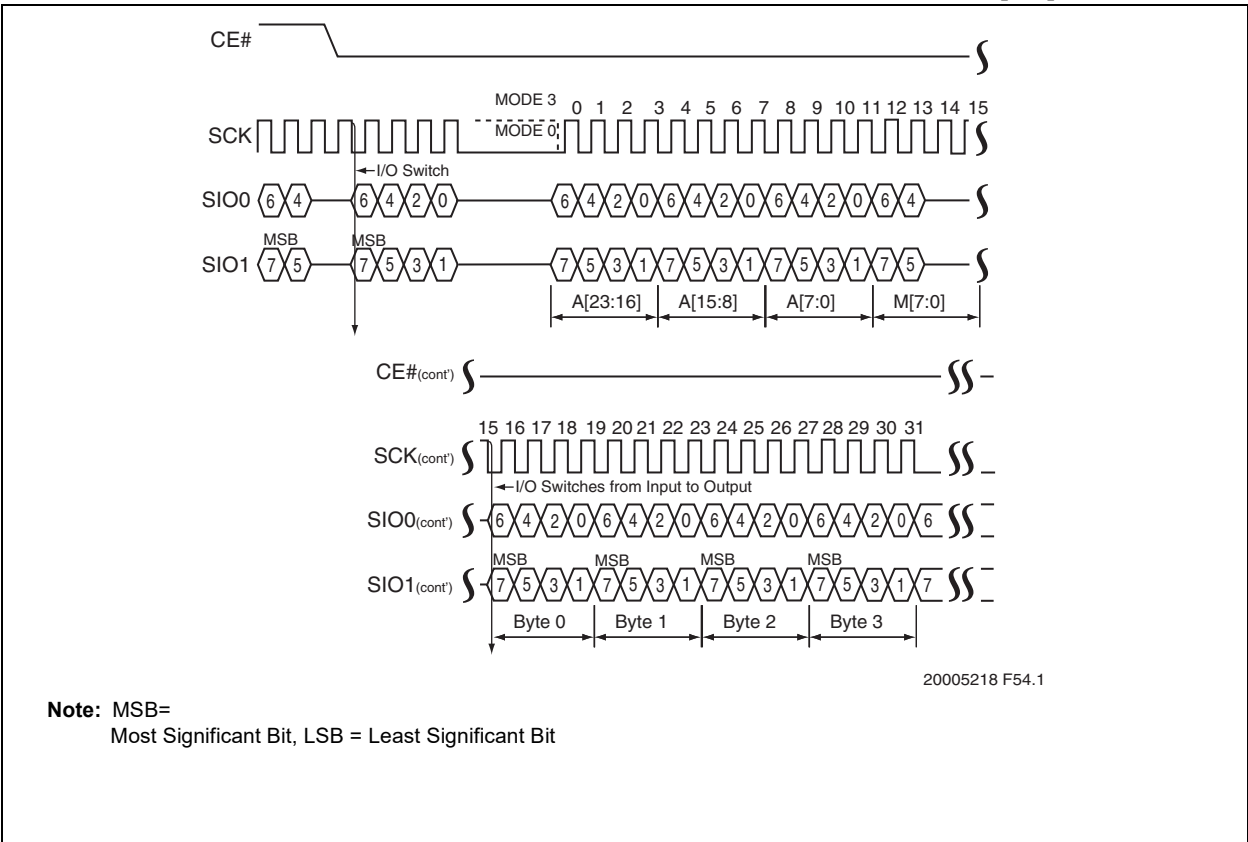 CE#
MODE 3
0 1 2 3 4 5 6 7 8 9 10 11 12 13 14 15
SCK
MODE 0
I/O Switch
SIO0 6 4 6 4 2 0 6 4 2 0 6 4 2 0 6 4 2 0 6 4
MSB MSB
SIO1 7 5 7 5 3 1 7 5 3 1 7 5 3 1 7 5 3 1 7 5
A[23:16] A[15:8] A[7:0] M[7:0]
CE#(cont')
15 16 17 18 19 20 21 22 23 24 25 26 27 28 29 30 31
SCK(cont')
I/O Switches from Input to Output
SIO0(cont') 6 4 2 0 6 4 2 0 6 4 2 0 6 4 2 0 6
MSB MSB MSB MSB
SIO1(cont') 7 5 3 1 7 5 3 1 7 5 3 1 7 5 3 1 7
Byte 0 Byte 1 Byte 2 Byte 3
20005218 F54.1
Note: MSB=
Most Significant Bit, LSB = Least Significant Bit